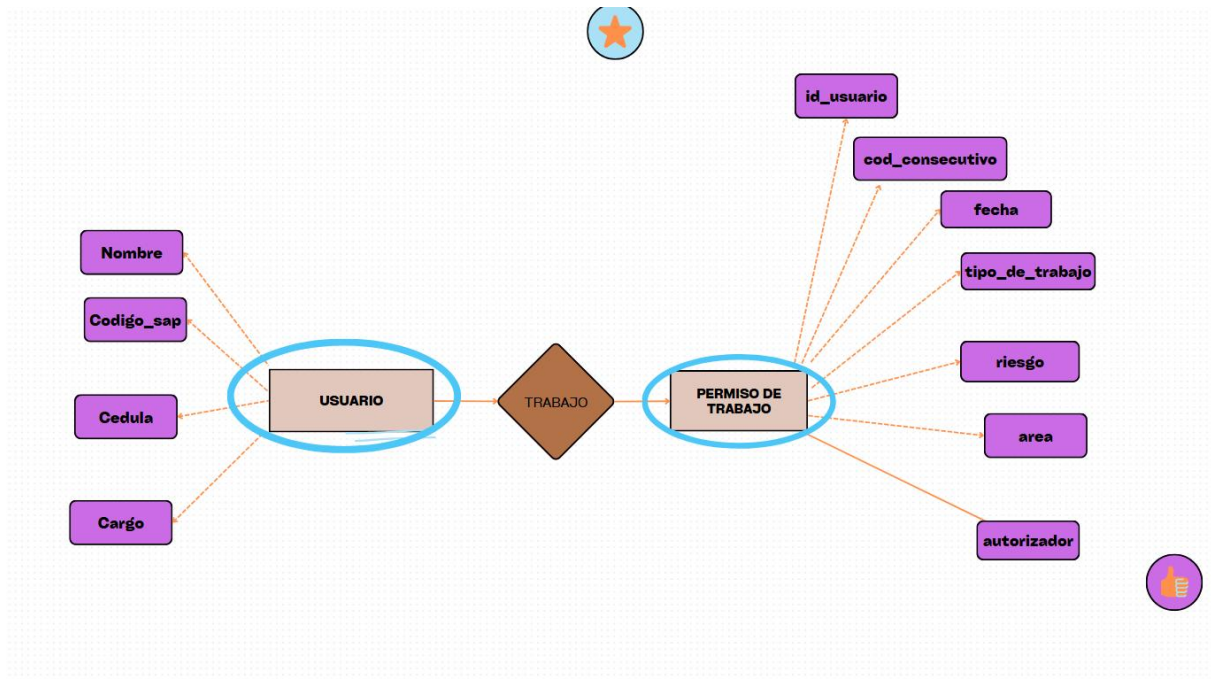 id_usuario
cod_consecutivo
fecha
Nombre
tipo_de_trabajo
Codigo_sap
riesgo
USUARIO
TRABAJO
PERMISO DE
TRABAJO
Cedula
area
Cargo
autorizador